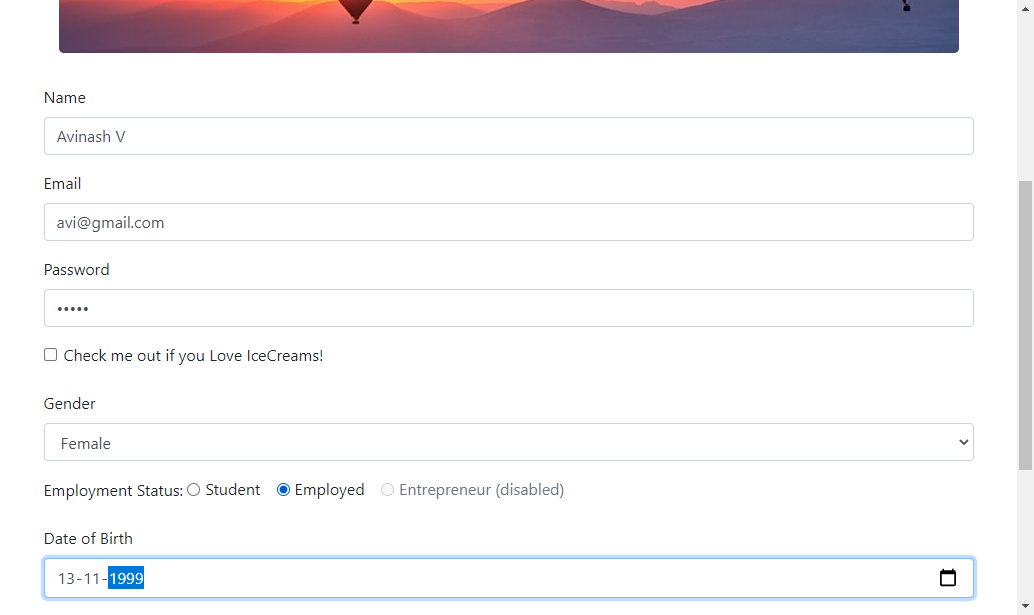 Name
Avinash V
Email
avi@gmail.com
Password
•••••
Check me out if you Love IceCreams!
Gender
Female
Employment Status: Student Employed Entrepreneur (disabled)
Date of Birth
13-11-1999